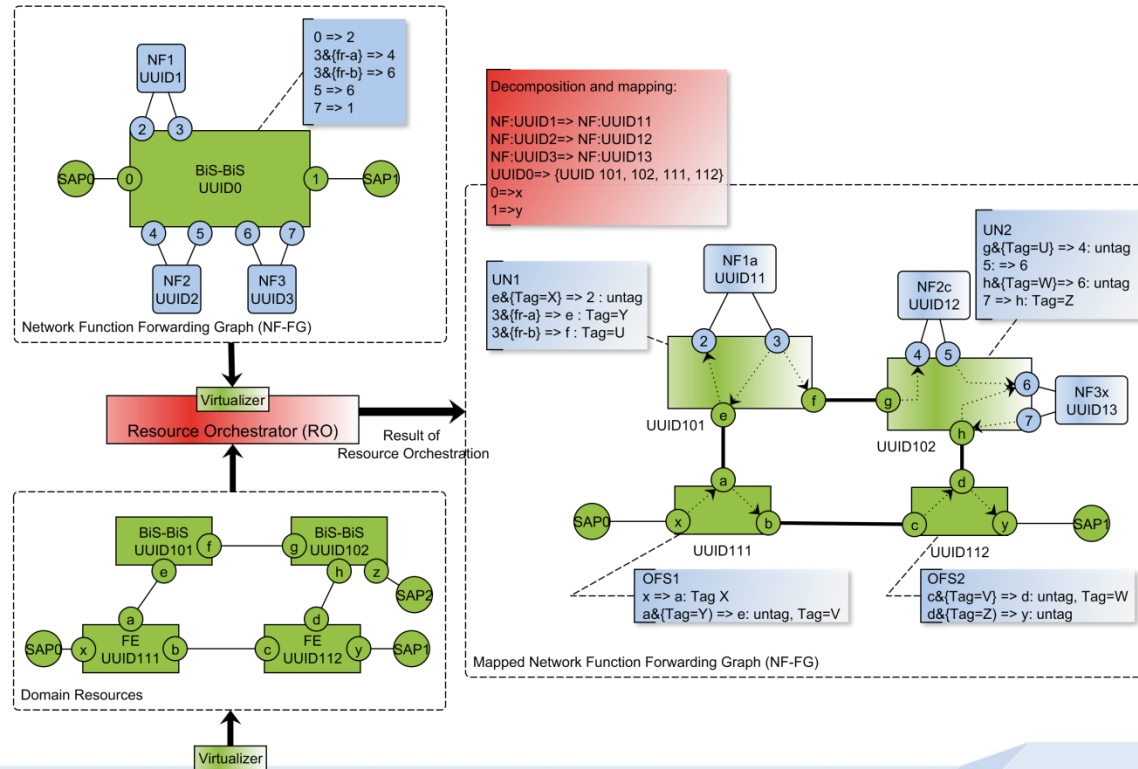 NF1
UUID1
0 => 2
3&{fr-a} => 4
3&{fr-b} => 6
5 => 6
7 => 1
2
3
SAP0
0
BiS-BiS
UUID0
1
SAP1
4
5
6
7
NF2
UUID2
NF3
UUID3
Network Function Forwarding Graph (NF-FG)
Virtualizer
Resource Orchestrator (RO)
Result of
Resource Orchestration
BiS-BiS
UUID101
f
g
BiS-BiS
UUID102
e
h
z
SAP2
a
d
SAP0
x
FE
UUID111
b
c
FE
UUID112
y
SAP1
Domain Resources
Virtualizer
Decomposition and mapping:
NF:UUID1=> NF:UUID11
NF:UUID2=> NF:UUID12
NF:UUID3=> NF:UUID13
UUID0=> {UUID 101, 102, 111, 112}
0=>x
1=>y
UN1
e&{Tag=X} => 2 : untag
3&{fr-a} => e : Tag=Y
3&{fr-b} => f : Tag=U
NF1a
UUID11
NF2c
UUID12
UN2
g&{Tag=U} => 4: untag
5: => 6
h&{Tag=W}=> 6: untag
7 => h: Tag=Z
2
3
4
5
6
7
NF3x
UUID13
f
g
e
h
UUID101
UUID102
a
d
SAP0
x
b
c
y
SAP1
UUID111
UUID112
OFS1
x => a: Tag X
a&{Tag=Y) => e: untag, Tag=V
OFS2
c&{Tag=V} => d: untag, Tag=W
d&{Tag=Z) => y: untag
Mapped Network Function Forwarding Graph (NF-FG)